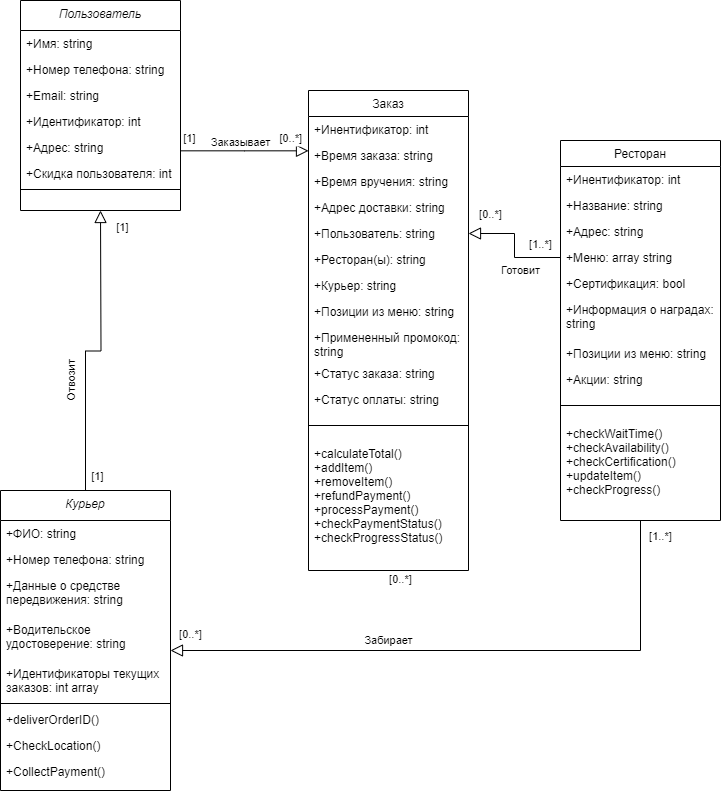 Пользователь
+Имя: string
+Номер телефона: string
+Email: string
+Идентификатор: int
+Адрес: string
+Скидка пользователя: int
[1]
Заказывает
[0..*]
[1]
Заказ
+Инентификатор: int
+Время заказа: string
+Время вручения: string
+Адрес доставки: string
+Пользователь: string
+Ресторан(ы): string
+Курьер: string
+Позиции из меню: string
+Примененный промокод:
string
+Статус заказа: string
+Статус оплаты: string
+calculateTotal()
+addItem()
+removeItem()
+refundPayment()
+processPayment()
+checkPaymentStatus()
+checkProgressStatus()
[0..*]
[0..*]
[1..*]
Готовит
Ресторан
+Инентификатор: int
+Название: string
+Адрес: string
+Меню: array string
+Сертификация: bool
+Информация о наградах:
string
+Позиции из меню: string
+Акции: string
+checkWaitTime()
+checkAvailability()
+checkCertification()
+updateItem()
+checkProgress()
[1..*]
Отвозит
[1]
Курьер
+ФИО: string
+Номер телефона: string
+Данные о средстве
передвижения: string
+Водительское
удостоверение: string
+Идентификаторы текущих
заказов: int array
+deliverOrderID()
+CheckLocation()
+CollectPayment()
[0..*]
Забирает